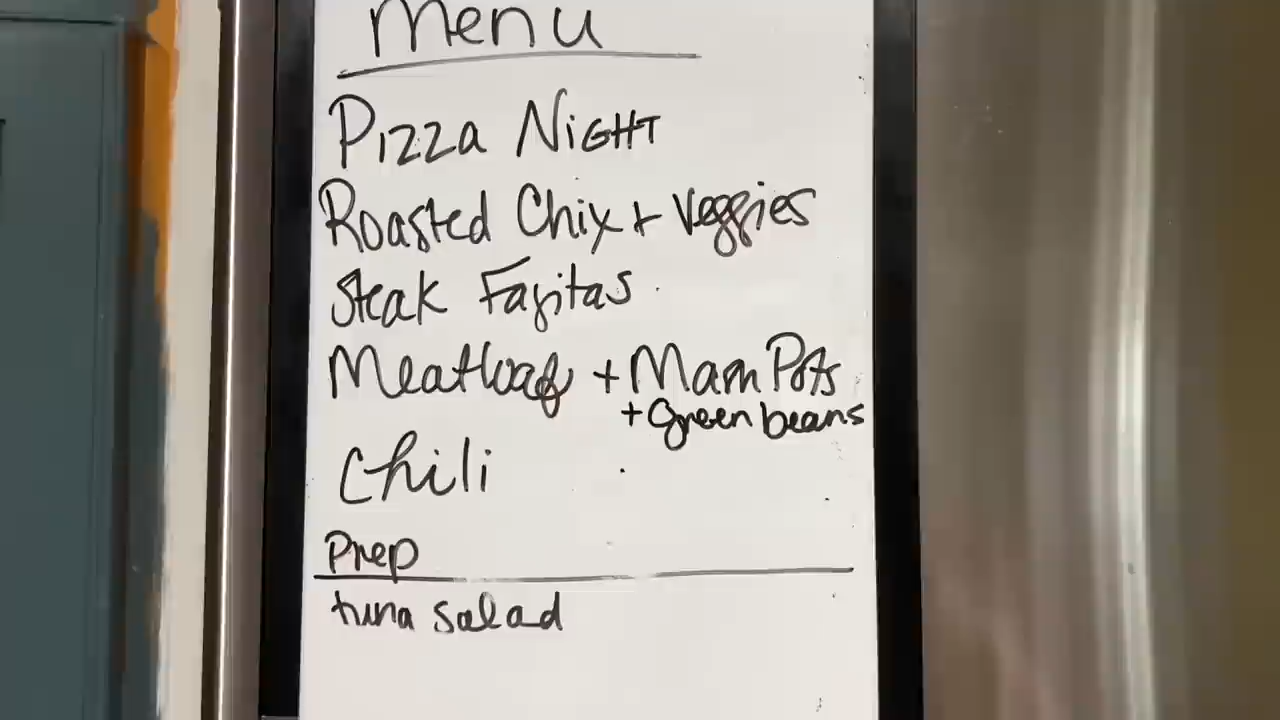 Menu
Pizza NIGHT
Roasted Chix + Veggies
Steak Fajitas
Meatloaf + Mam Pots
+ Green beans
Chili
Prep
tuna salad